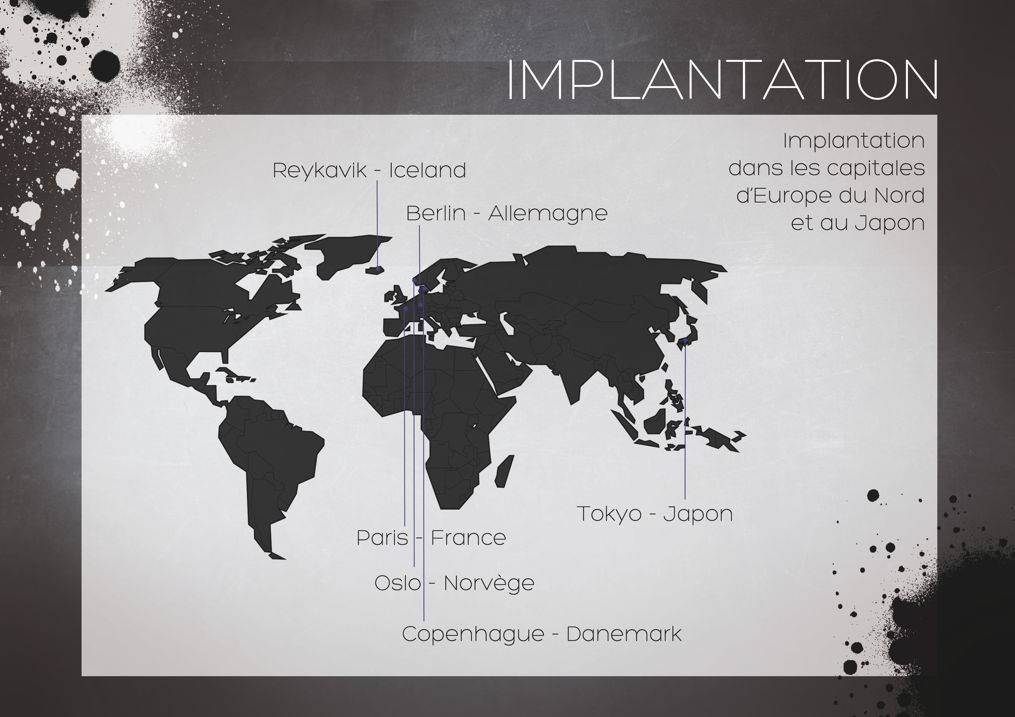 IMPLANTATION
Implantation
dans les capitales
d'Europe du Nord
et au Japon
Reykavik - Iceland
Berlin - Allemagne
Tokyo - Japon
Paris - France
Oslo - Norvège
Copenhague - Danemark